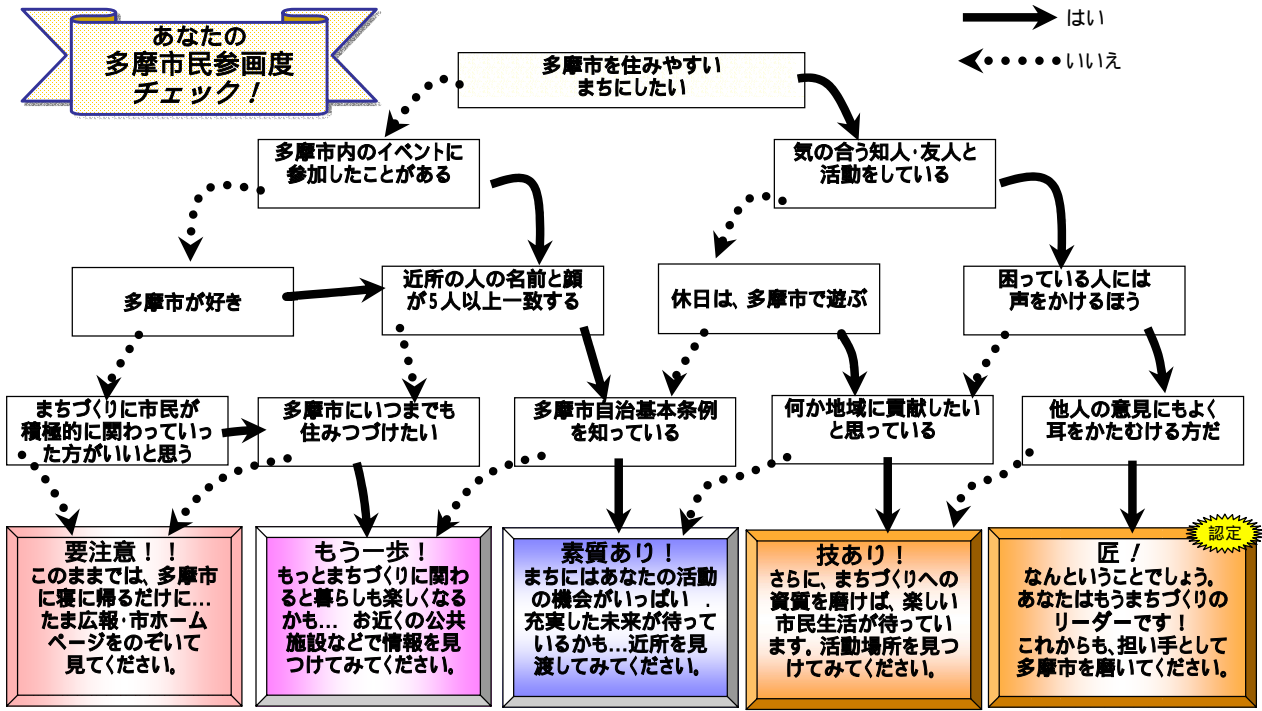 あなたの
多摩市民参画度
チェック！
はい
いいえ
多摩市を住みやすい
まちにしたい
多摩市内のイベントに
参加したことがある
気の合う知人・友人と
活動をしている
多摩市が好き
近所の人の名前と顔
が5人以上一致する
休日は、多摩市で遊ぶ
困っている人には
声をかけるほう
まちづくりに市民が
積極的に関わっていっ
た方がいいと思う
多摩市にいつまでも
住みつづけたい
多摩市自治基本条例
を知っている
何か地域に貢献したい
と思っている
他人の意見にもよく
耳をかたむける方だ
要注意！！
このままでは、多摩市
に寝に帰るだけに…
たま広報・市ホーム
ページをのぞいて
見てください。
もう一歩！
もっとまちづくりに関わ
ると暮らしも楽しくなる
かも… お近くの公共
施設などで情報を見
つけてみてください。
素質あり！
まちにはあなたの活動
の機会がいっぱい .
充実した未来が待って
いるかも…近所を見
渡してみてください。
技あり！
さらに、まちづくりへの
資質を磨けば、楽しい
市民生活が待ってい
ます。活動場所を見つ
けてみてください。
認定
匠！
なんということでしょう。
あなたはもうまちづくりの
リーダーです！
これからも、担い手として
多摩市を磨いてください。